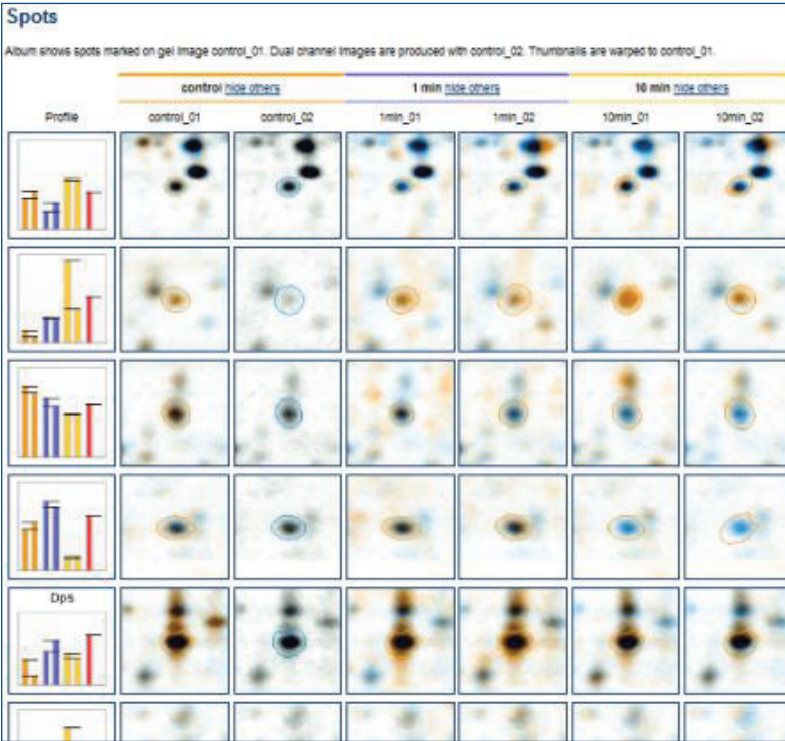 Spots
Album shows spots marked on gel image control_01. Dual channel images are produced with control_02. Thumbnails are warped to control_01.
control hide others 1 min hide others 10 min hide others
Profile control_01 control_02 1min_01 1min_02 10min_01 10min_02
Dps